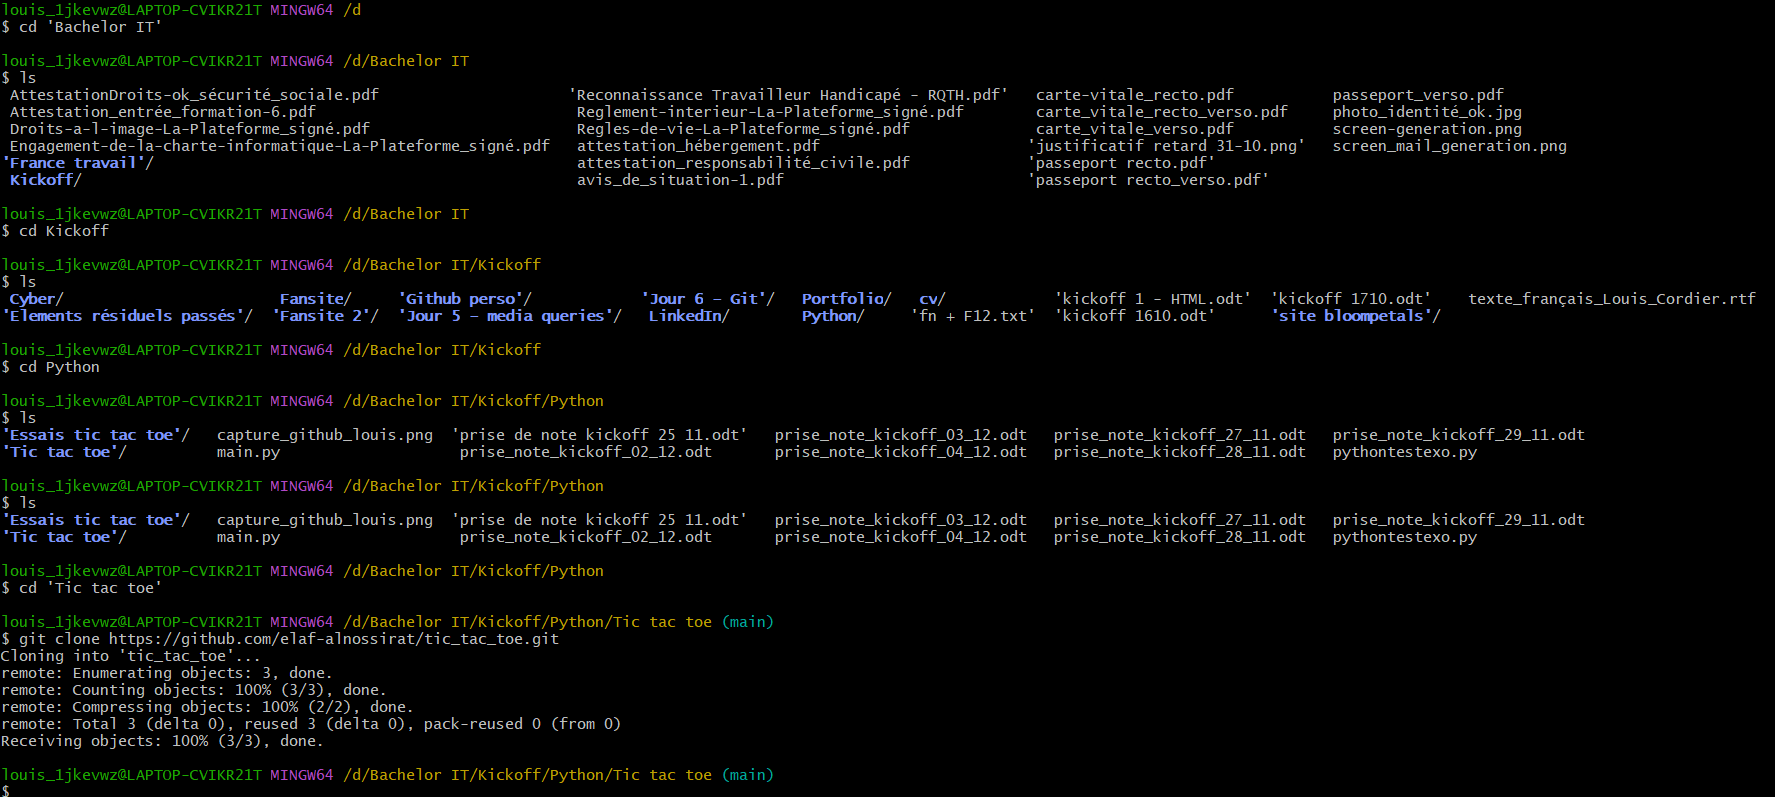 louis_1jkevwz@LAPTOP-CVIKR21T MINGW64 /d
$ cd 'Bachelor IT'
louis_1jkevwz@LAPTOP-CVIKR21T MINGW64 /d/Bachelor IT
$ ls
AttestationDroits-ok_sécurité_sociale.pdf 'Reconnaissance Travailleur Handicapé - RQTH.pdf' carte-vitale_recto.pdf passeport_verso.pdf
Attestation_entrée_formation-6.pdf Reglement-interieur-La-Plateforme_signé.pdf carte_vitale_recto_verso.pdf photo_identité_ok.jpg
Droits-a-l-image-La-Plateforme_signé.pdf Regles-de-vie-La-Plateforme_signé.pdf carte_vitale_verso.pdf screen-generation.png
Engagement-de-la-charte-informatique-La-Plateforme_signé.pdf attestation_hébergement.pdf 'justificatif retard 31-10.png' screen_mail_generation.png
'France travail'/ attestation_responsabilité_civile.pdf 'passeport recto.pdf'
Kickoff/ avis_de_situation-1.pdf 'passeport recto_verso.pdf'
louis_1jkevwz@LAPTOP-CVIKR21T MINGW64 /d/Bachelor IT
$ cd Kickoff
louis_1jkevwz@LAPTOP-CVIKR21T MINGW64 /d/Bachelor IT/Kickoff
$ ls
Cyber/ Fansite/ 'Github perso'/ 'Jour 6 - Git'/ Portfolio/ cv/ 'kickoff 1 - HTML.odt' 'kickoff 1710.odt' texte_français_Louis_Cordier.rtf
'Elements résiduels passés'/ 'Fansite 2'/ 'Jour 5 - media queries'/ LinkedIn/ Python/ 'fn + F12.txt' 'kickoff 1610.odt' 'site bloompetals'/
louis_1jkevwz@LAPTOP-CVIKR21T MINGW64 /d/Bachelor IT/Kickoff
$ cd Python
louis_1jkevwz@LAPTOP-CVIKR21T MINGW64 /d/Bachelor IT/Kickoff/Python
$ ls
'Essais tic tac toe'/ capture_github_louis.png 'prise de note kickoff 25 11.odt' prise_note_kickoff_03_12.odt prise_note_kickoff_27_11.odt prise_note_kickoff_29_11.odt
'Tic tac toe'/ main.py prise_note_kickoff_02_12.odt prise_note_kickoff_04_12.odt prise_note_kickoff_28_11.odt pythontestexo.py
louis_1jkevwz@LAPTOP-CVIKR21T MINGW64 /d/Bachelor IT/Kickoff/Python
$ ls
'Essais tic tac toe'/ capture_github_louis.png 'prise de note kickoff 25 11.odt' prise_note_kickoff_03_12.odt prise_note_kickoff_27_11.odt prise_note_kickoff_29_11.odt
'Tic tac toe'/ main.py prise_note_kickoff_02_12.odt prise_note_kickoff_04_12.odt prise_note_kickoff_28_11.odt pythontestexo.py
louis_1jkevwz@LAPTOP-CVIKR21T MINGW64 /d/Bachelor IT/Kickoff/Python
$ cd 'Tic tac toe'
louis_1jkevwz@LAPTOP-CVIKR21T MINGW64 /d/Bachelor IT/Kickoff/Python/Tic tac toe (main)
$ git clone https://github.com/elaf-alnossirat/tic_tac_toe.git
Cloning into 'tic_tac_toe'...
remote: Enumerating objects: 3, done.
remote: Counting objects: 100% (3/3), done.
remote: Compressing objects: 100% (2/2), done.
remote: Total 3 (delta 0), reused 3 (delta 0), pack-reused 0 (from 0)
Receiving objects: 100% (3/3), done.
louis_1jkevwz@LAPTOP-CVIKR21T MINGW64 /d/Bachelor IT/Kickoff/Python/Tic tac toe (main)
$